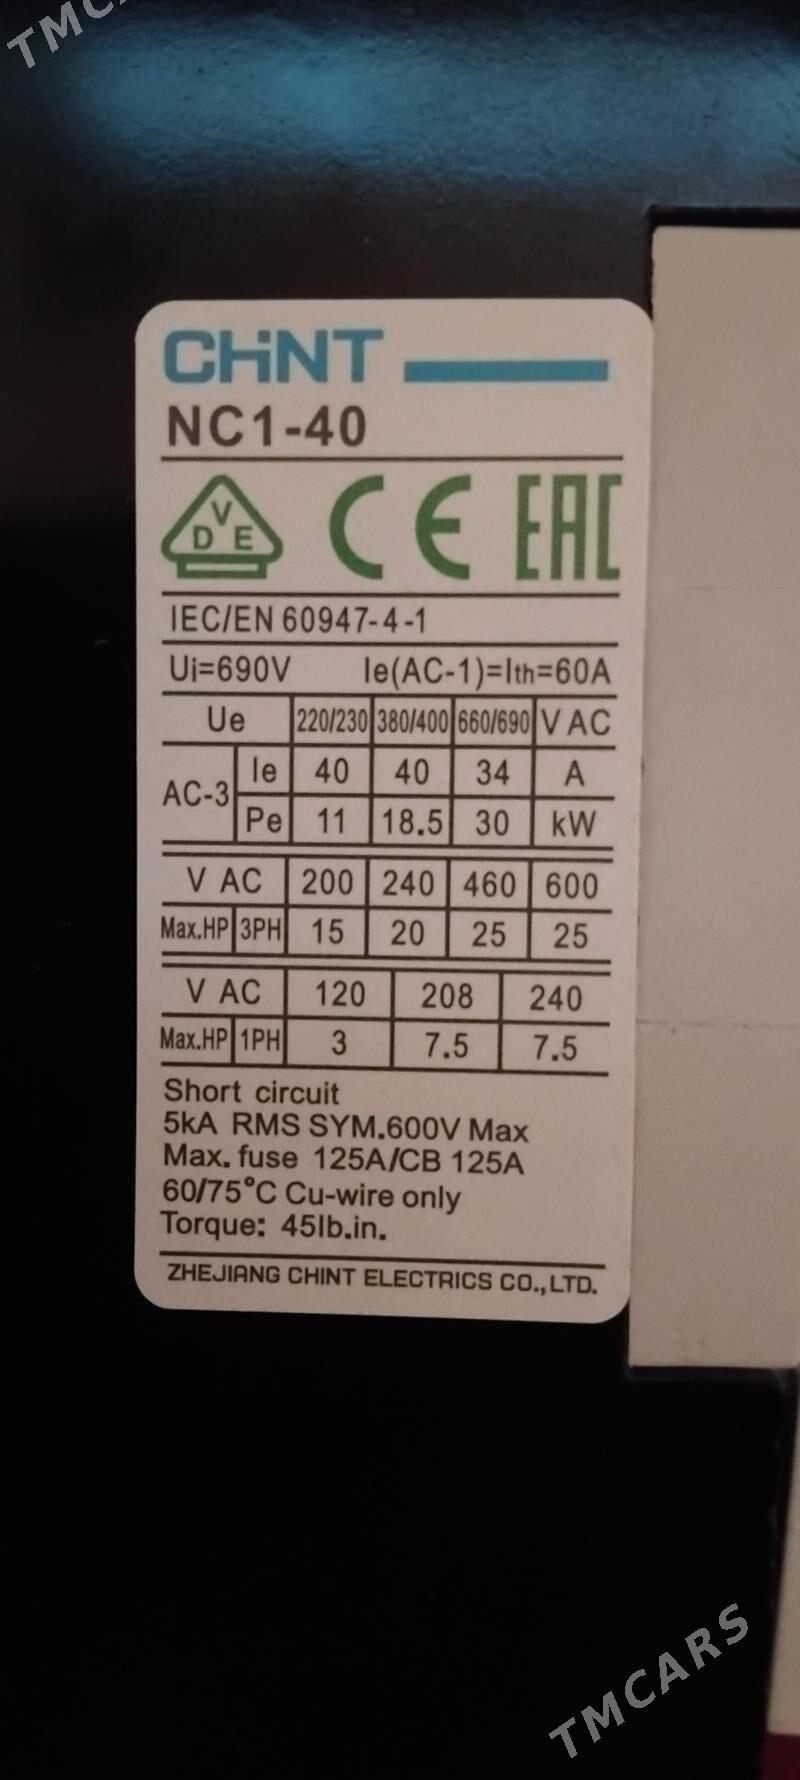 TMCA
CHINT
NC1-40
D V E CE EAC
IEC/EN 60947-4-1
Ui=690V Ie(AC-1)=Ith=60A
Ue 220/230 380/400 660/690 V AC
AC-3 Ie 40 40 34 A
Pe 11 18.5 30 kW
V AC 200 240 460 600
Max.HP 3PH 15 20 25 25
V AC 120 208 240
Max.HP 1PH 3 7.5 7.5
Short circuit
5kA RMS SYM.600V Max
Max. fuse 125A/CB 125A
60/75°C Cu-wire only
Torque: 45lb.in.
ZHEJIANG CHINT ELECTRICS CO.,LTD.
TMCARS